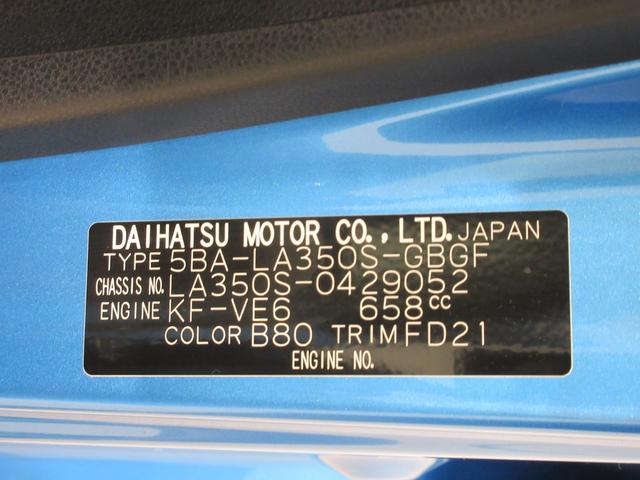 DAIHATSU MOTOR CO., LTD. JAPAN
TYPE 5BA-LA350S-GBGF
CHASSIS NO. LA350S-0429052
ENGINE KF-VE6 658cc
COLOR B80 TRIM FD21
ENGINE NO.